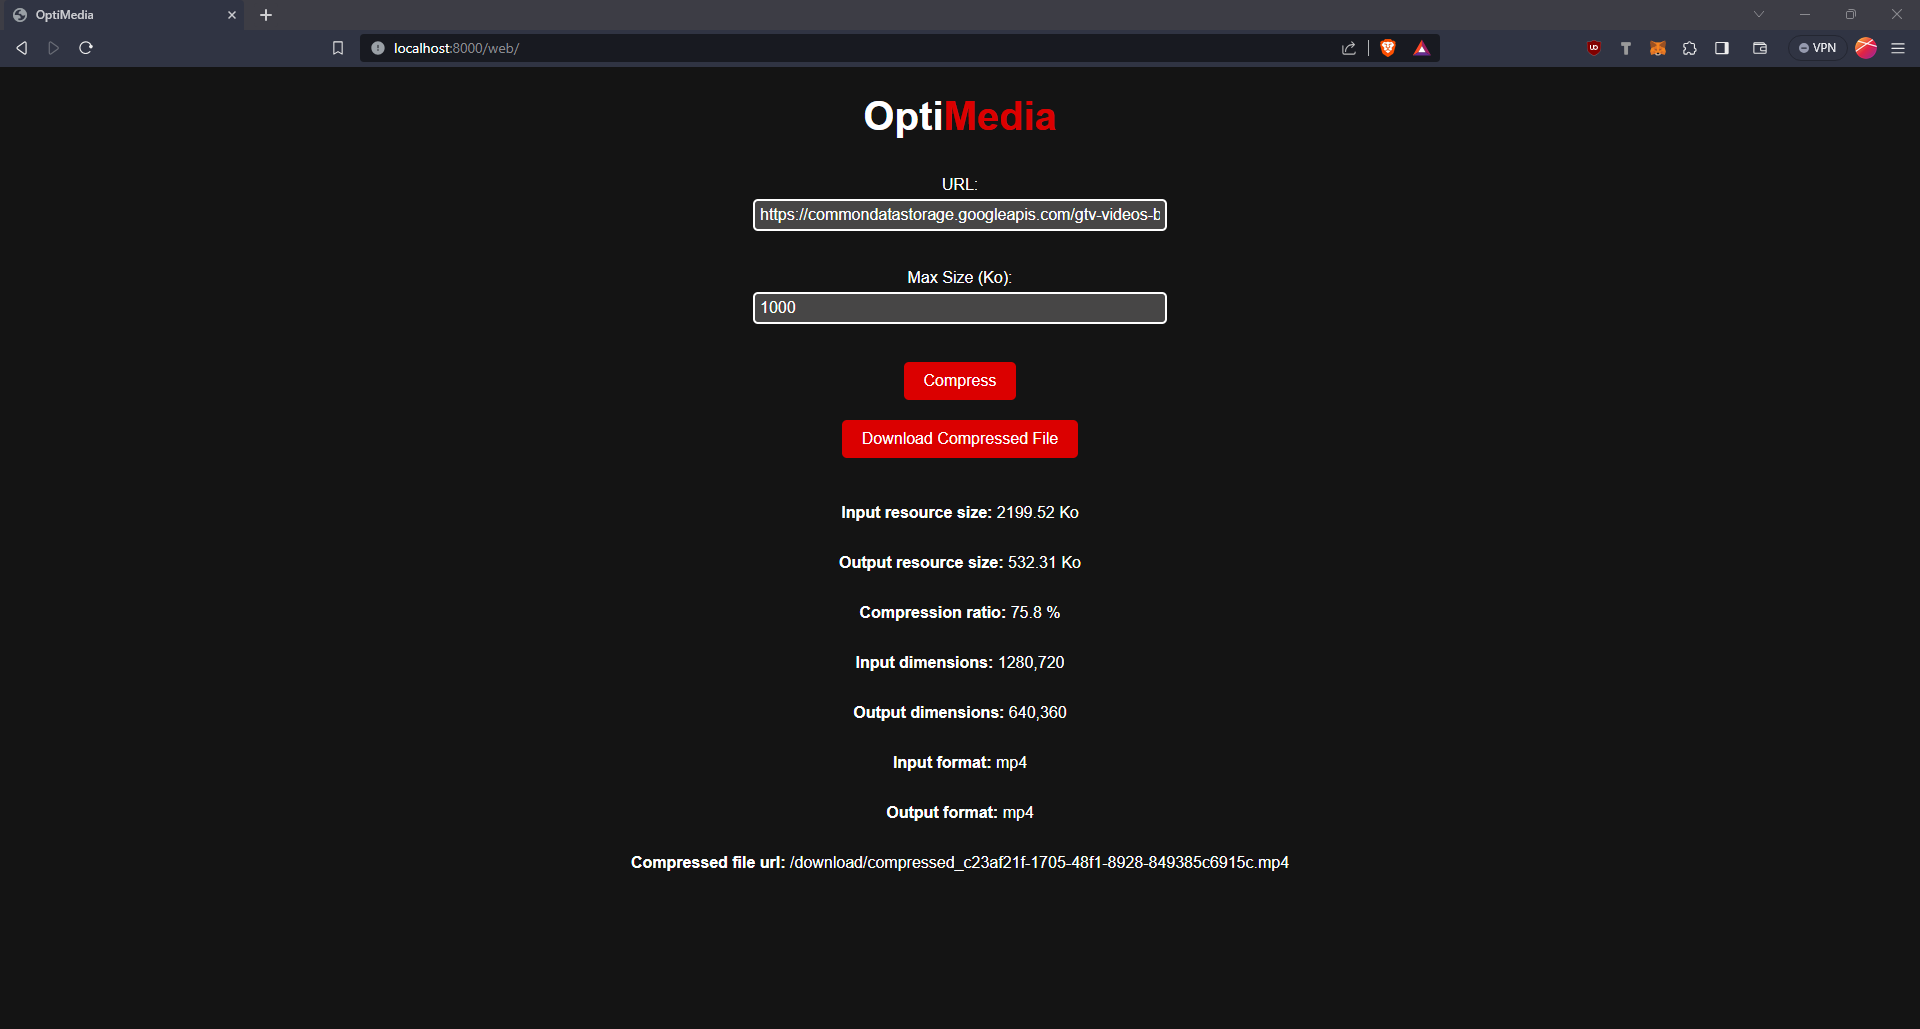 OptiMedia
localhost:8000/web/
VPN
OptiMedia
URL:
https://commondatastorage.googleapis.com/gtv-videos-b
Max Size (Ko):
1000
Compress
Download Compressed File
Input resource size: 2199.52 Ko
Output resource size: 532.31 Ko
Compression ratio: 75.8 %
Input dimensions: 1280,720
Output dimensions: 640,360
Input format: mp4
Output format: mp4
Compressed file url: /download/compressed_c23af21f-1705-48f1-8928-849385c6915c.mp4